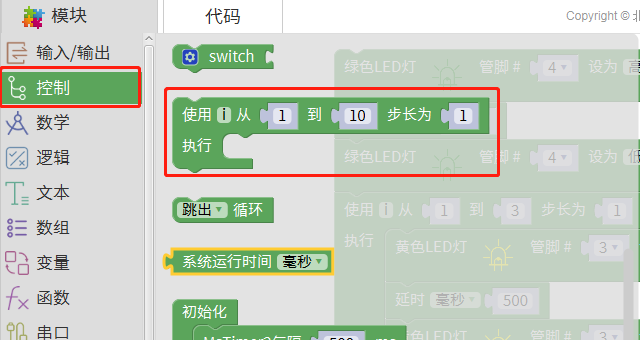 模块
代码
Copyright © 北
输入/输出
控制
数学
逻辑
文本
数组
变量
函数
串口
switch
使用 i 从 1 到 10 步长为 1
执行
跳出 循环
系统运行时间 毫秒
初始化
绿色LED灯 管脚 # 4 设为 高
绿色LED灯 管脚 # 4 设为 低
使用 i 从 1 到 3 步长为 1
执行 黄色LED灯 管脚 # 3
延时 毫秒 500
黄色LED灯 管脚 # 3